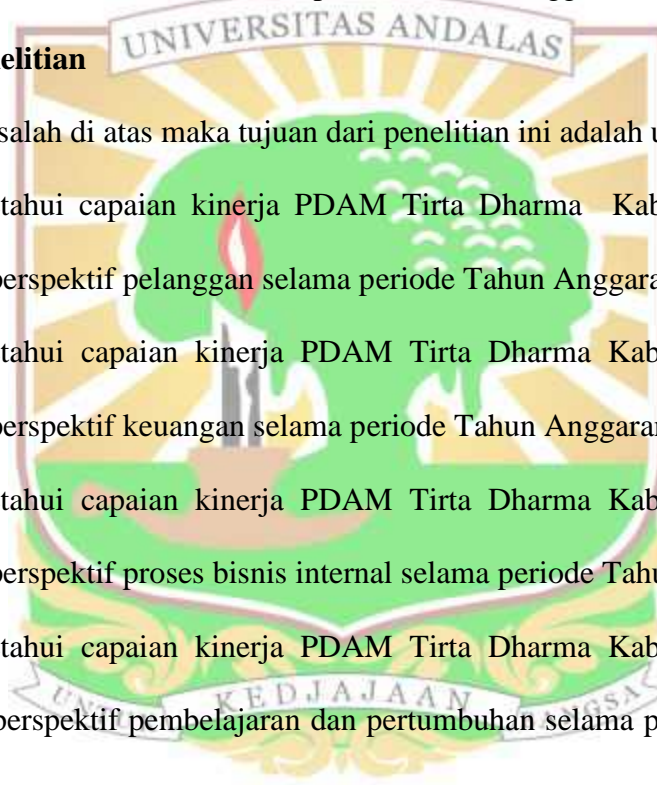 UNIVERSITAS ANDALAS
elitian
salah di atas maka tujuan dari penelitian ini adalah u
tahui capaian kinerja PDAM Tirta Dharma Kab
perspektif pelanggan selama periode Tahun Anggara
tahui capaian kinerja PDAM Tirta Dharma Kab
perspektif keuangan selama periode Tahun Anggaran
tahui capaian kinerja PDAM Tirta Dharma Kab
perspektif proses bisnis internal selama periode Tahu
tahui capaian kinerja PDAM Tirta Dharma Kab
KEDJAJAAN
perspektif pembelajaran dan pertumbuhan selama p